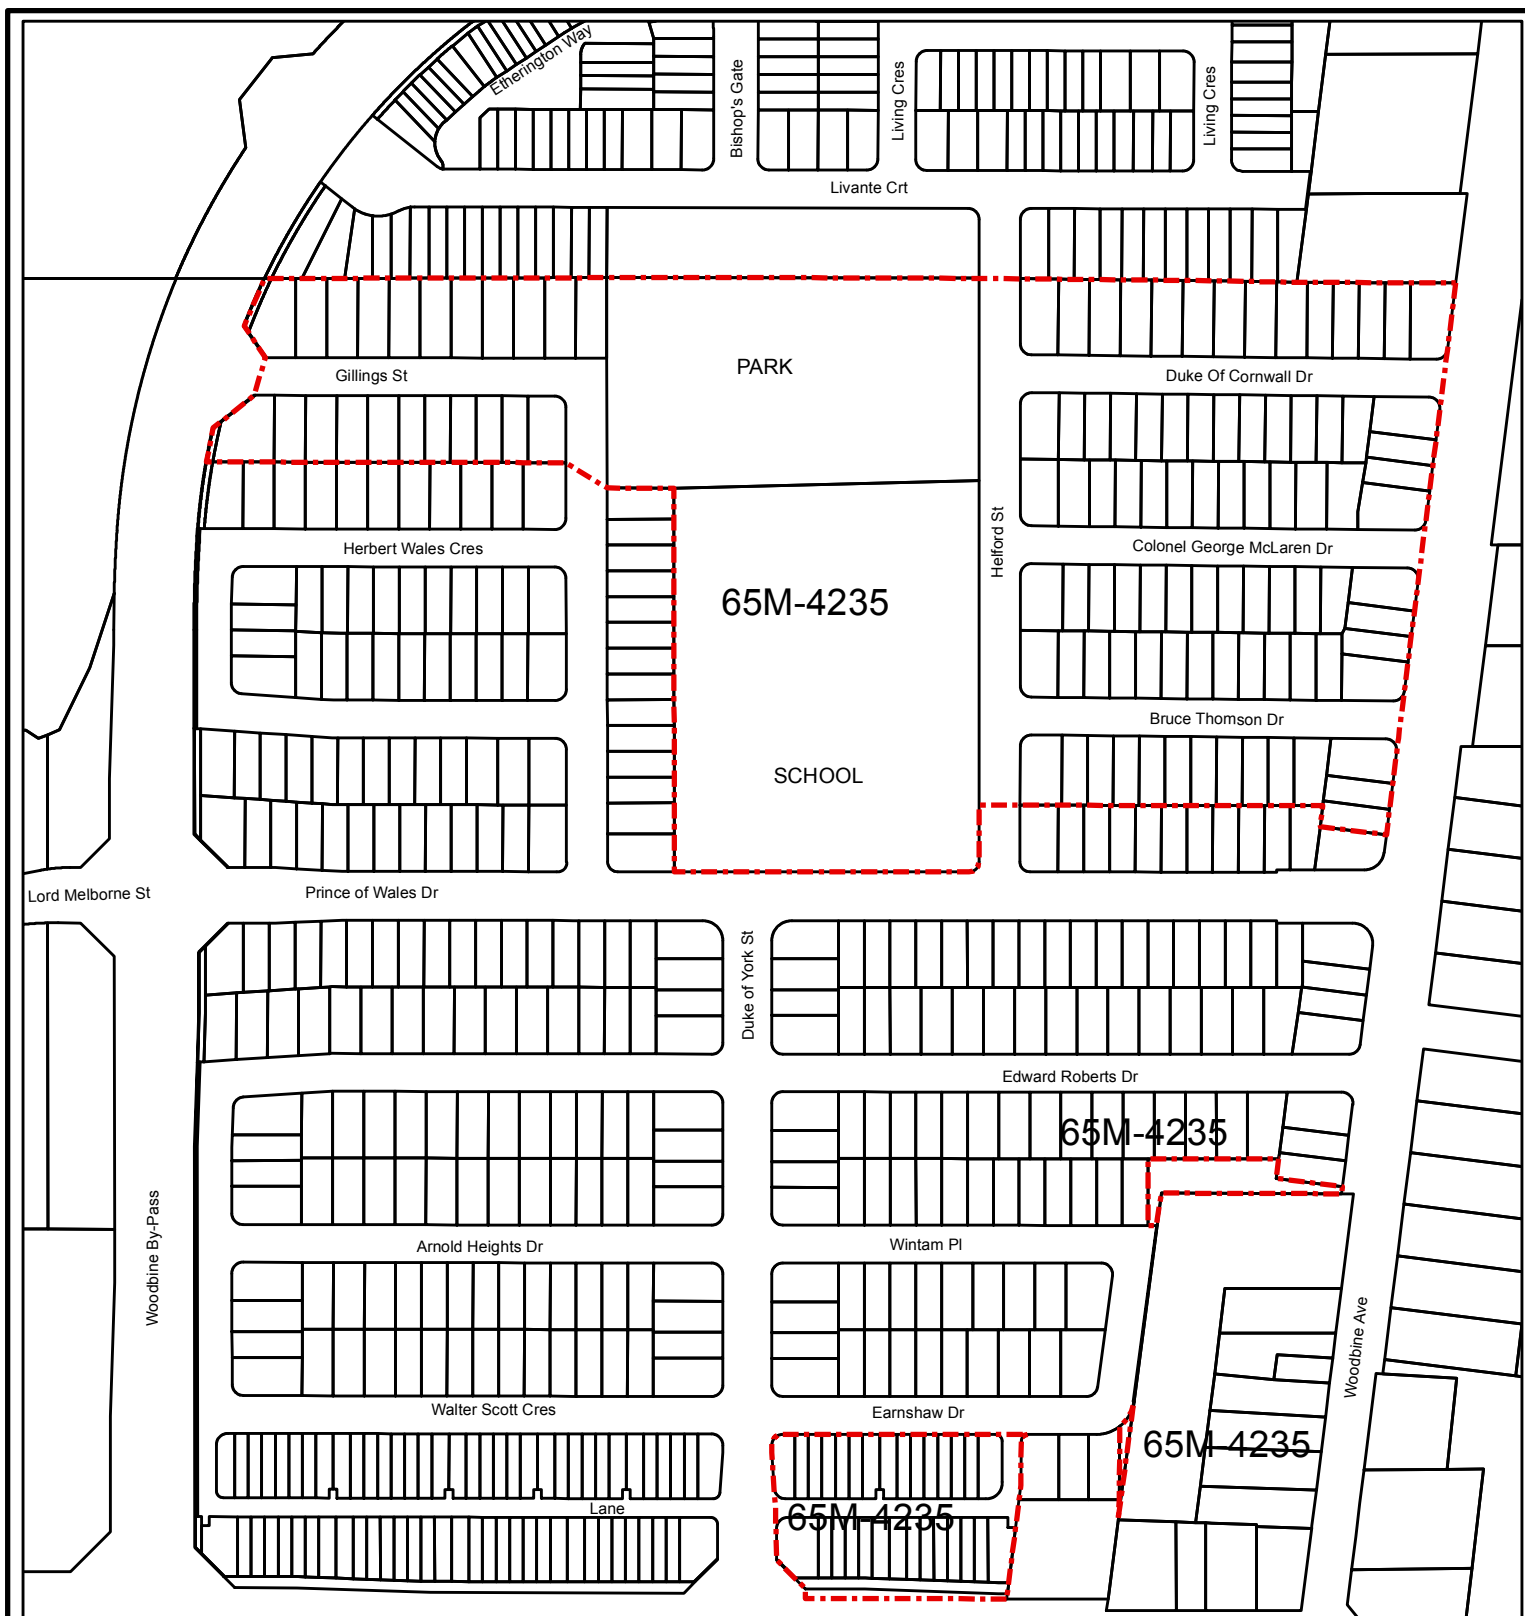 Etherington Way
Bishop's Gate
Living Cres
Living Cres
Livante Crt
PARK
Gillings St
Duke Of Cornwall Dr
Helford St
Herbert Wales Cres
Colonel George McLaren Dr
65M-4235
Bruce Thomson Dr
SCHOOL
Lord Melborne St
Prince of Wales Dr
Duke of York St
Edward Roberts Dr
65M-4235
Woodbine By-Pass
Arnold Heights Dr
Wintam Pl
Woodbine Ave
Walter Scott Cres
Earnshaw Dr
65M-4235
Lane
65M-4235